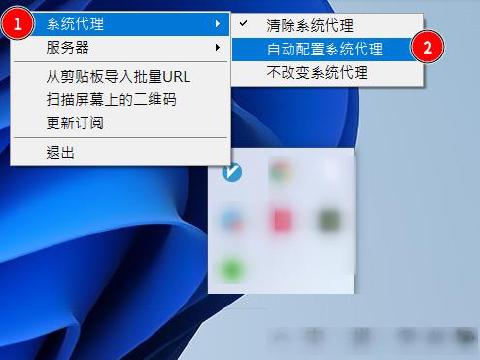 1
系统代理
服务器
从剪贴板导入批量URL
扫描屏幕上的二维码
更新订阅
退出
清除系统代理
自动配置系统代理
2
不改变系统代理